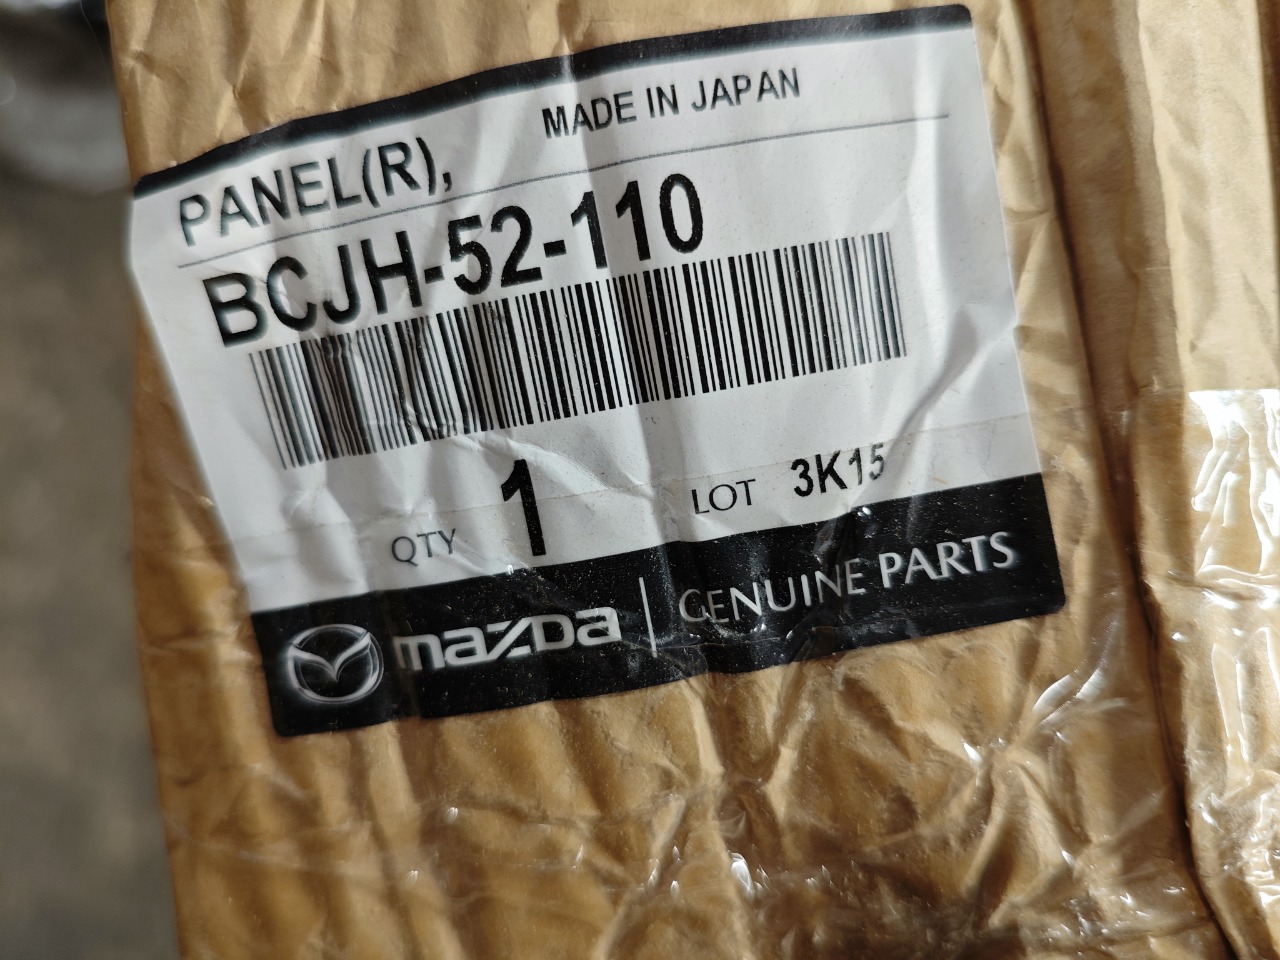 MADE IN JAPAN
PANEL(R),
BCJH-52-110
QTY 1 LOT 3K15
mazda GENUINE PARTS